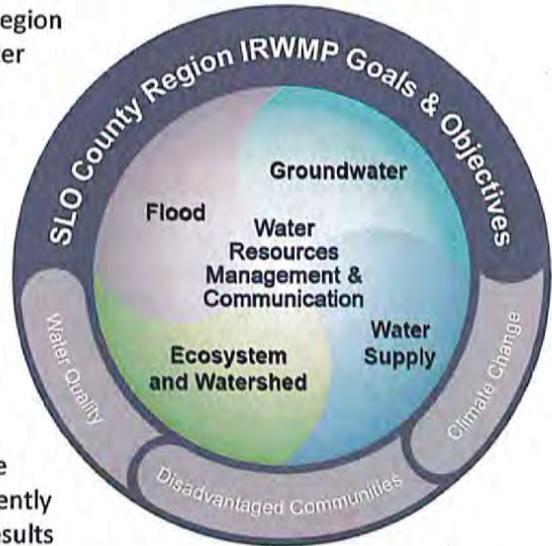 egion
er
SLO County Region IRWMP Goals & Objectives
Groundwater
Flood
Water
Resources
Management &
Communication
Water
Supply
Ecosystem
and Watershed
Water Quality
Disadvantaged Communities
Climate Change
e
ently
esults